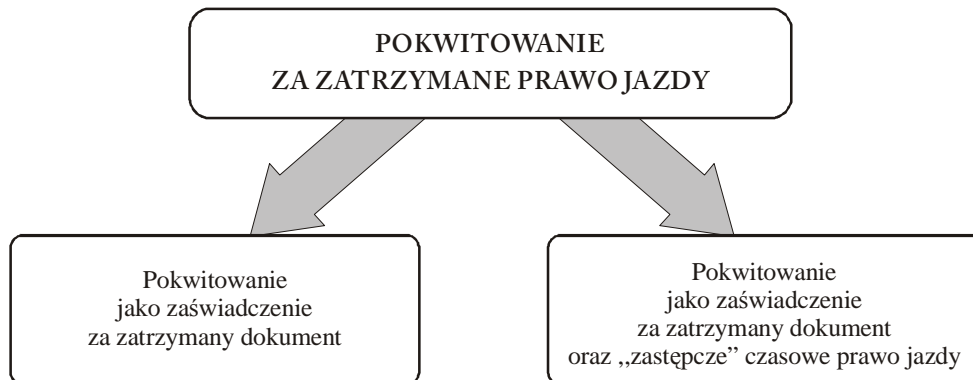 POKWITOWANIE
ZA ZATRZYMANE PRAWO JAZDY
Pokwitowanie
jako zaświadczenie
za zatrzymany dokument
Pokwitowanie
jako zaświadczenie
za zatrzymany dokument
oraz ,,zastępcze” czasowe prawo jazdy